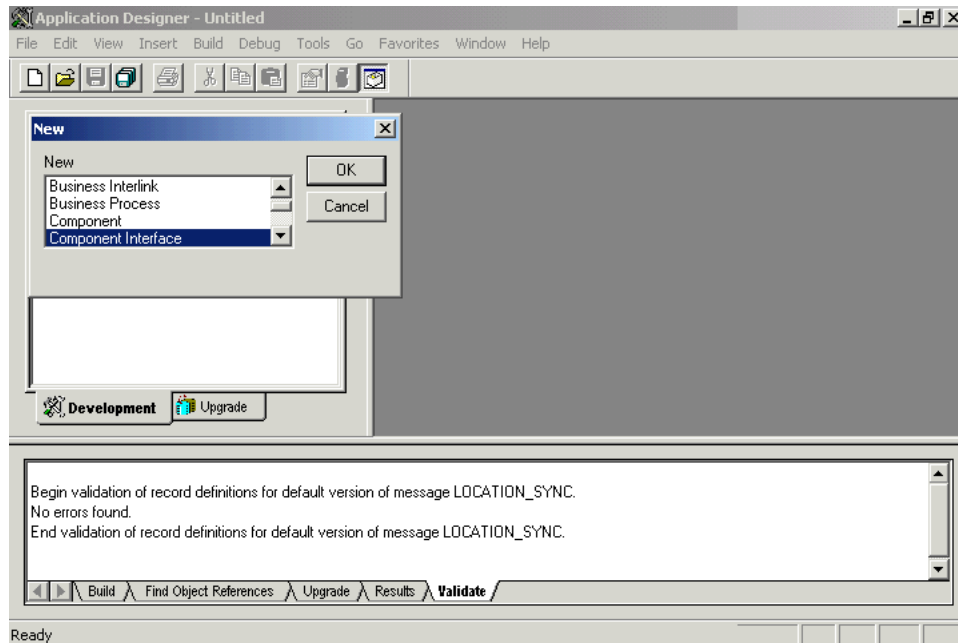 Application Designer - Untitled
File Edit View Insert Build Debug Tools Go Favorites Window Help
New
New
Business Interlink
Business Process
Component
Component Interface
OK
Cancel
Development
Upgrade
Begin validation of record definitions for default version of message LOCATION_SYNC.
No errors found.
End validation of record definitions for default version of message LOCATION_SYNC.
Build Find Object References Upgrade Results Validate
Ready